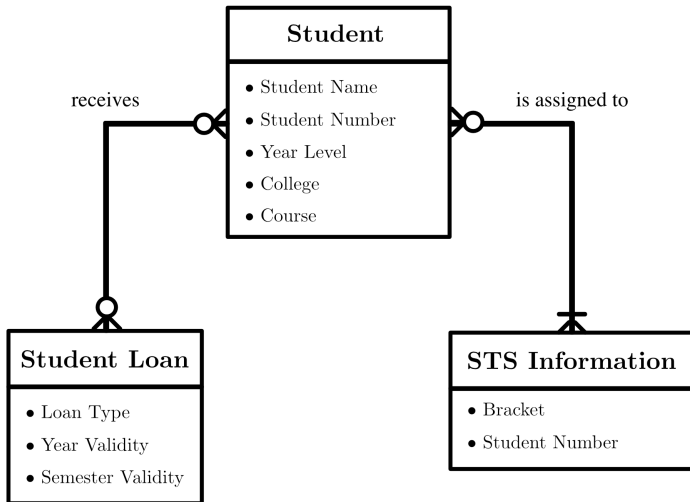 Student
receives
is assigned to
• Student Name
• Student Number
• Year Level
• College
• Course
Student Loan
• Loan Type
• Year Validity
• Semester Validity
STS Information
• Bracket
• Student Number